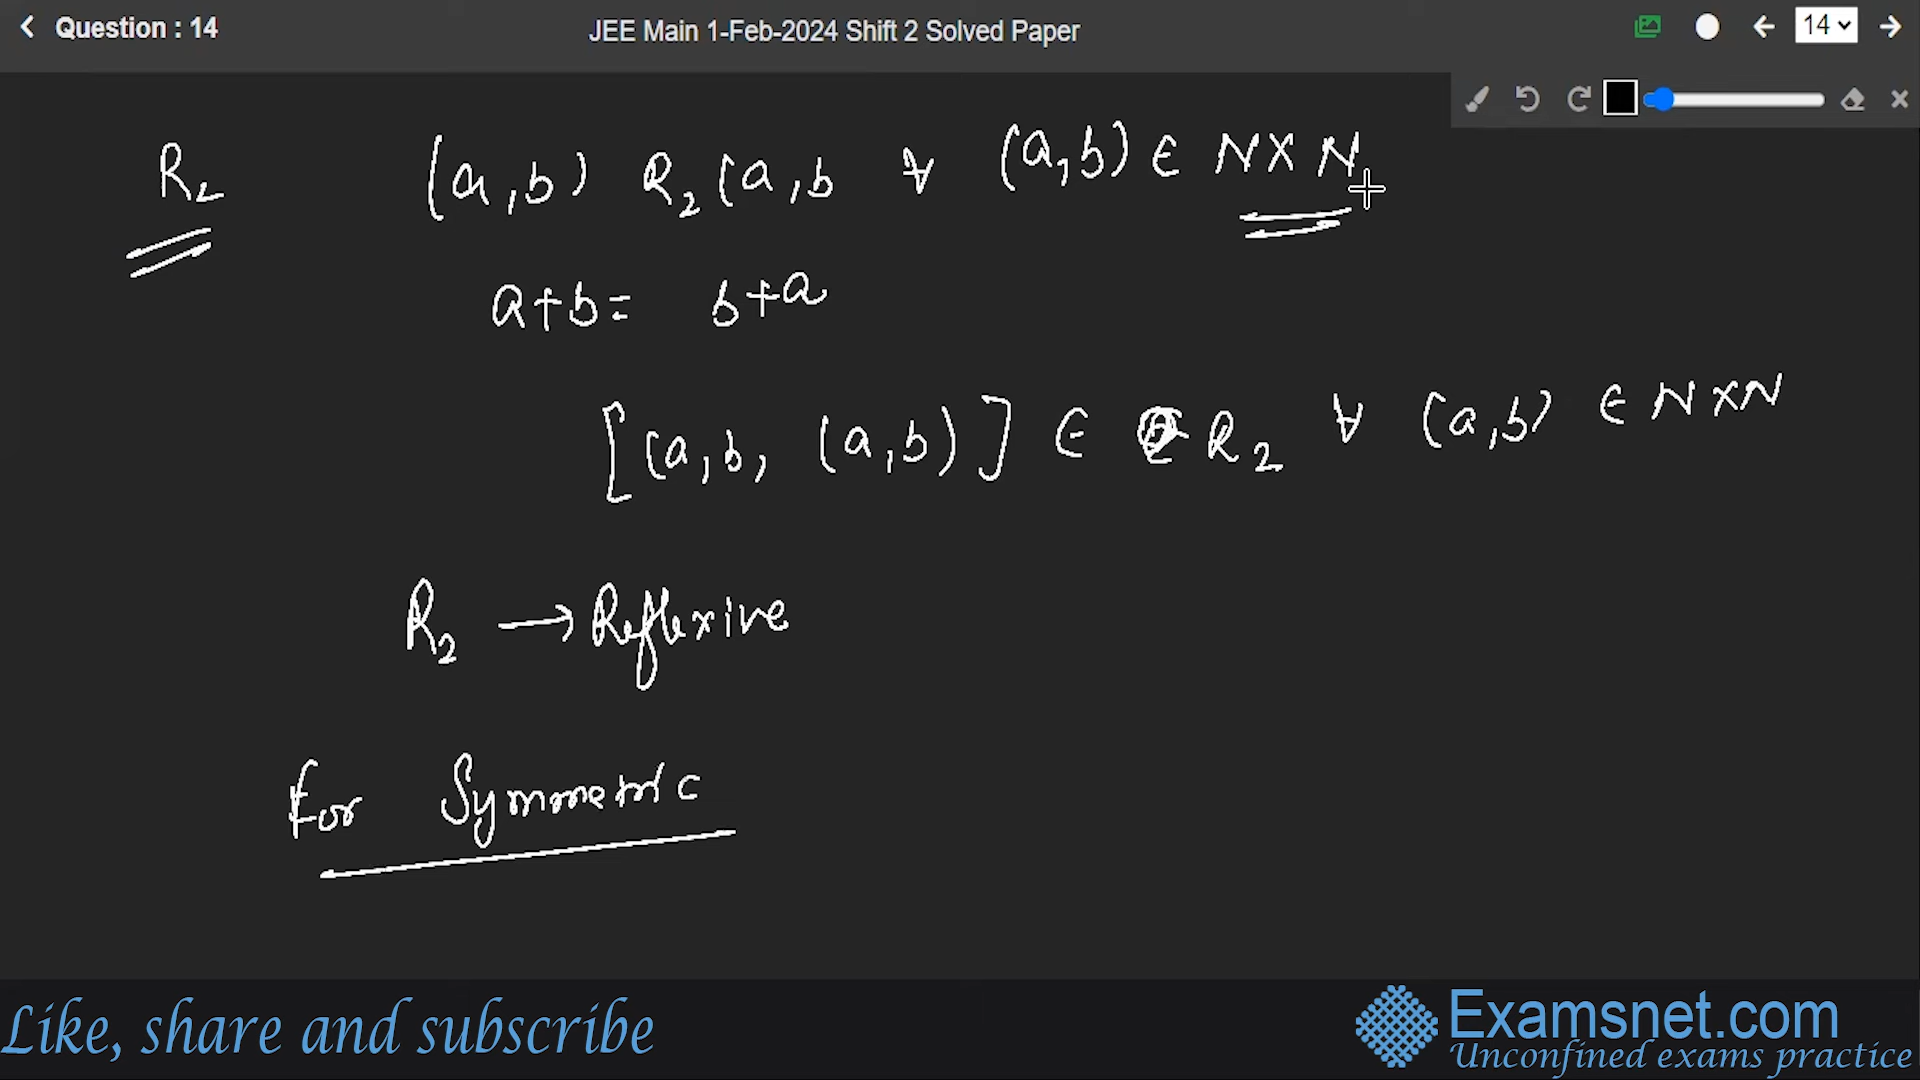 Question : 14
JEE Main 1-Feb-2024 Shift 2 Solved Paper
14
R₂ (a,b) R₂ (a,b ∀ (a,b) ∈ N×N
a+b= b+a
[(a,b, (a,b)] ∈ R₂ ∀ (a,b) ∈ N×N
R₂ → Reflexive
For Symmetric
Like, share and subscribe
Examsnet.com
Unconfined exams practice